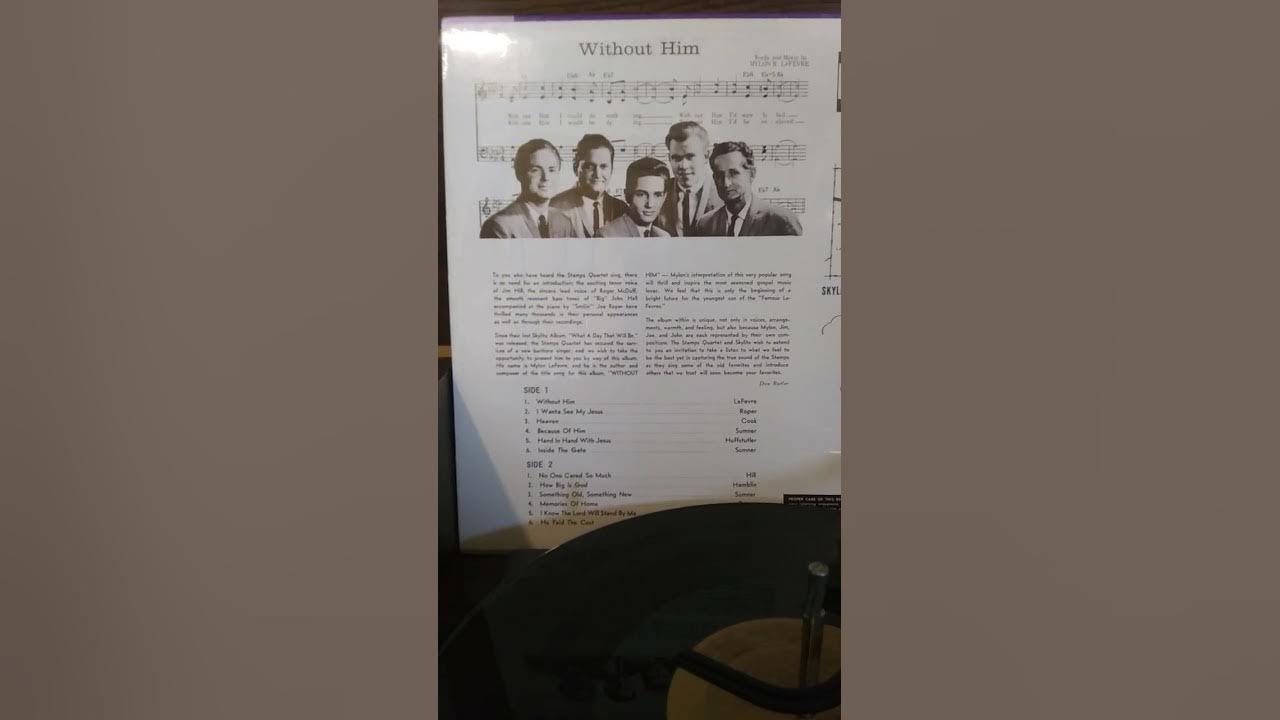 Without Him
Words and Music by
MYLON R. LeFEVRE
Eb7 Ab
To you who have heard the Stamps Quartet sing, there
is no need for an introduction; the exciting tenor voice
of Jim Hill, the sincere lead voice of Roger McDuff,
the smooth resonant bass tones of "Big" John Hall
accompanied at the piano by "Smilin'" Joe Roper have
thrilled many thousands in their personal appearances
as well as through their recordings.
Since their last Skylite Album, "What A Day That Will Be,"
was released, the Stamps Quartet has secured the serv-
ices of a new baritone singer, and we wish to take the
opportunity to present him to you by way of this album.
His name is Mylon LeFevre, and he is the author and
composer of the title song for this album, "WITHOUT
HIM" — Mylon's interpretation of this very popular song
will thrill and inspire the most seasoned gospel music
lover. We feel that this is only the beginning of a
bright future for the youngest son of the "Famous Le-
Fevres."
The album within is unique, not only in voices, arrange-
ments, warmth, and feeling, but also because Mylon, Jim,
Joe, and John are each represented by their own com-
positions. The Stamps Quartet and Skylite wish to extend
to you an invitation to take a listen to what we feel to
be the best yet in capturing the true sound of the Stamps
as they sing some of the old favorites and introduce
others that we trust will soon become your favorites.
Don Butler
SIDE 1
1. Without Him LeFevre
2. I Wanta See My Jesus Roper
3. Heaven Cook
4. Because Of Him Sumner
5. Hand In Hand With Jesus Huffstutler
6. Inside The Gate Sumner
SIDE 2
1. No One Cared So Much Hill
2. How Big Is God Hamblin
3. Something Old, Something New Sumner
4. Memories Of Home
5. I Know The Lord Will Stand By Me
6. He Paid The Cost
SKYL
PROPER CARE OF THIS RE